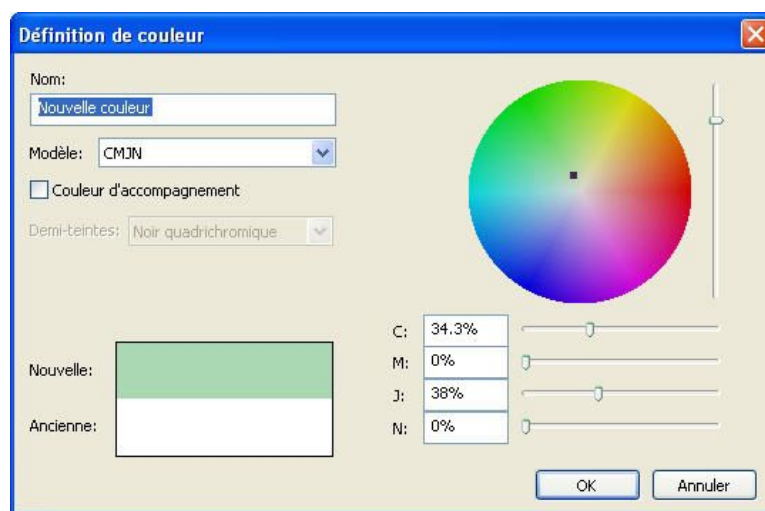 Définition de couleur
Nom:
Nouvelle couleur
Modèle: CMJN
Couleur d'accompagnement
Demi-teintes: Noir quadrichromique
Nouvelle:
Ancienne:
C: 34.3%
M: 0%
J: 38%
N: 0%
OK Annuler